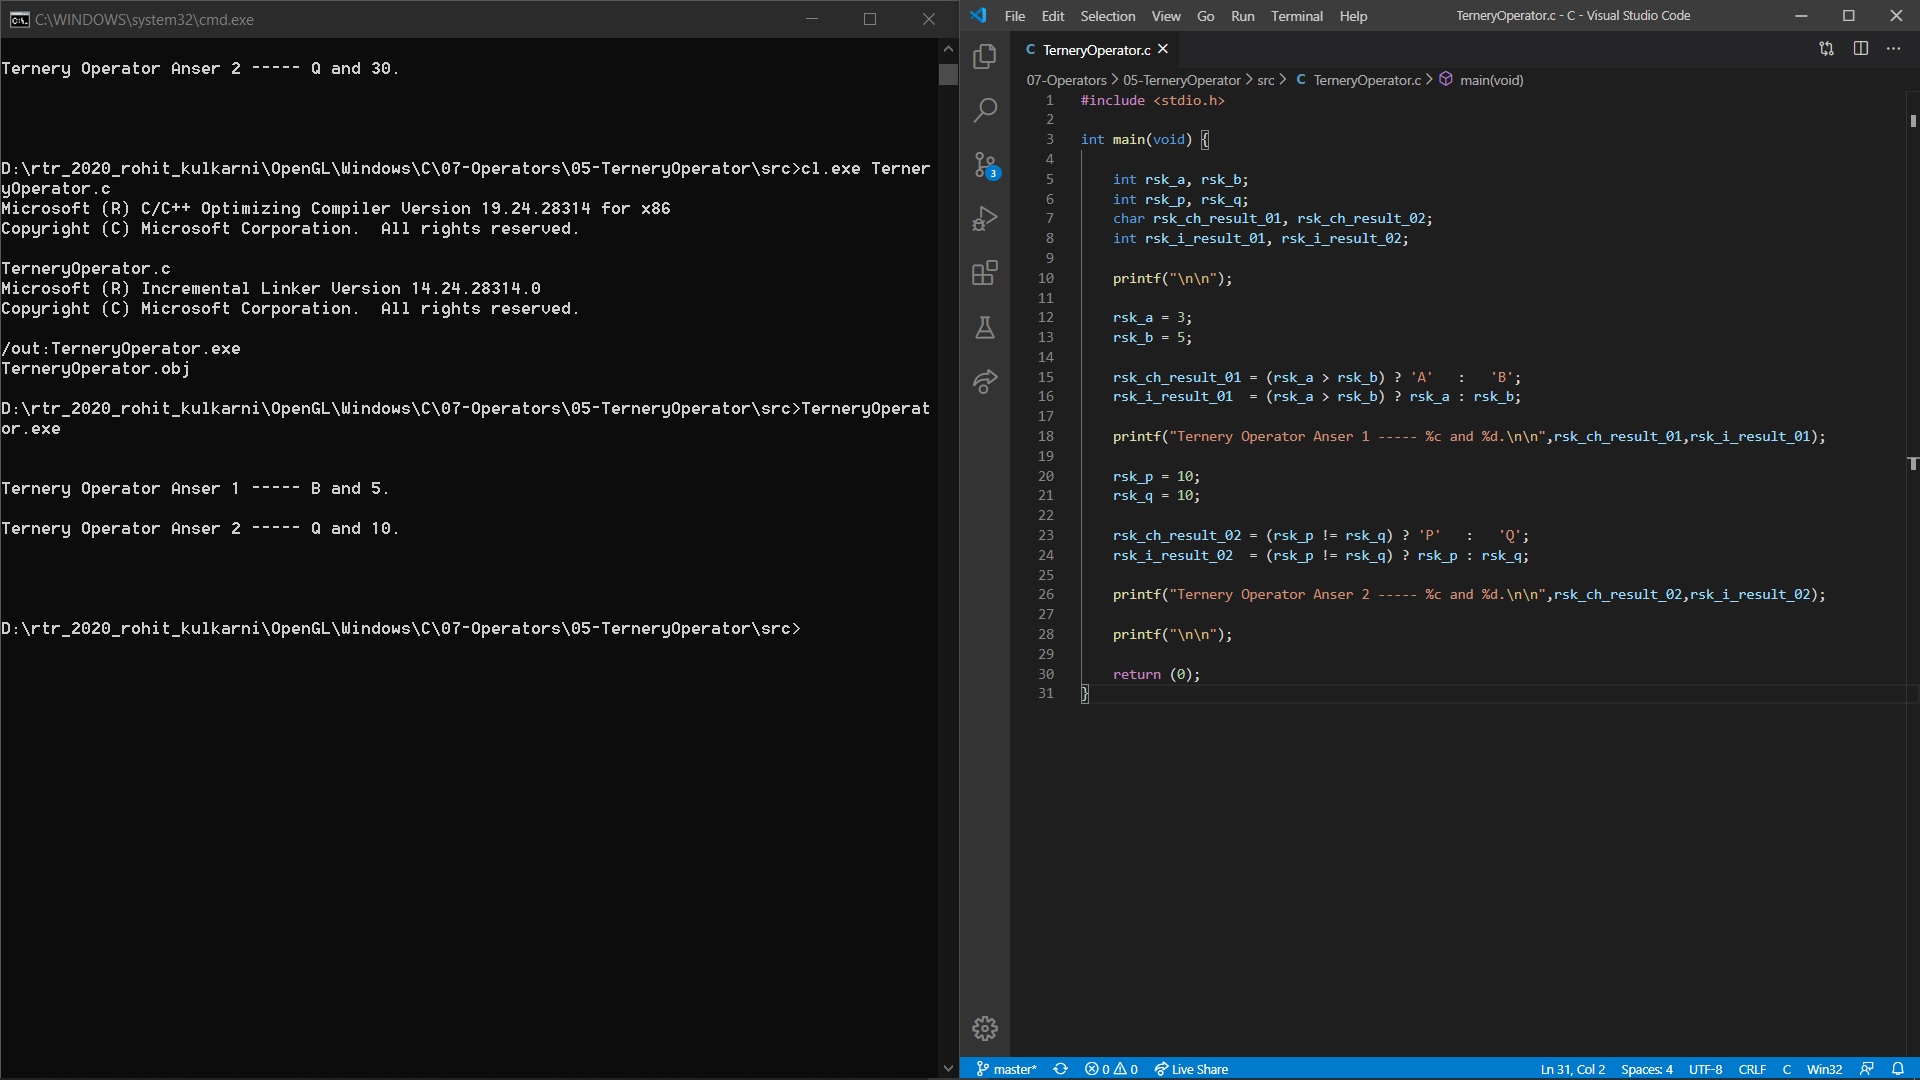 C:\WINDOWS\system32\cmd.exe
Ternery Operator Anser 2 ----- Q and 30.
D:\rtr_2020_rohit_kulkarni\OpenGL\Windows\C\07-Operators\05-TerneryOperator\src>cl.exe Terner
yOperator.c
Microsoft (R) C/C++ Optimizing Compiler Version 19.24.28314 for x86
Copyright (C) Microsoft Corporation.  All rights reserved.
TerneryOperator.c
Microsoft (R) Incremental Linker Version 14.24.28314.0
Copyright (C) Microsoft Corporation.  All rights reserved.
/out:TerneryOperator.exe
TerneryOperator.obj
D:\rtr_2020_rohit_kulkarni\OpenGL\Windows\C\07-Operators\05-TerneryOperator\src>TerneryOperat
or.exe
Ternery Operator Anser 1 ----- B and 5.
Ternery Operator Anser 2 ----- Q and 10.
D:\rtr_2020_rohit_kulkarni\OpenGL\Windows\C\07-Operators\05-TerneryOperator\src>
File Edit Selection View Go Run Terminal Help TerneryOperator.c - C - Visual Studio Code
C TerneryOperator.c
07-Operators > 05-TerneryOperator > src > C TerneryOperator.c > main(void)
1 #include <stdio.h>
2
3 int main(void) {
4
5 int rsk_a, rsk_b;
6 int rsk_p, rsk_q;
7 char rsk_ch_result_01, rsk_ch_result_02;
8 int rsk_i_result_01, rsk_i_result_02;
9
10 printf("\n\n");
11
12 rsk_a = 3;
13 rsk_b = 5;
14
15 rsk_ch_result_01 = (rsk_a > rsk_b) ? 'A'   :   'B';
16 rsk_i_result_01  = (rsk_a > rsk_b) ? rsk_a : rsk_b;
17
18 printf("Ternery Operator Anser 1 ----- %c and %d.\n\n",rsk_ch_result_01,rsk_i_result_01);
19
20 rsk_p = 10;
21 rsk_q = 10;
22
23 rsk_ch_result_02 = (rsk_p != rsk_q) ? 'P'   :   'Q';
24 rsk_i_result_02  = (rsk_p != rsk_q) ? rsk_p : rsk_q;
25
26 printf("Ternery Operator Anser 2 ----- %c and %d.\n\n",rsk_ch_result_02,rsk_i_result_02);
27
28 printf("\n\n");
29
30 return (0);
31 }
3
master* 0 0 Live Share Ln 31, Col 2 Spaces: 4 UTF-8 CRLF C Win32